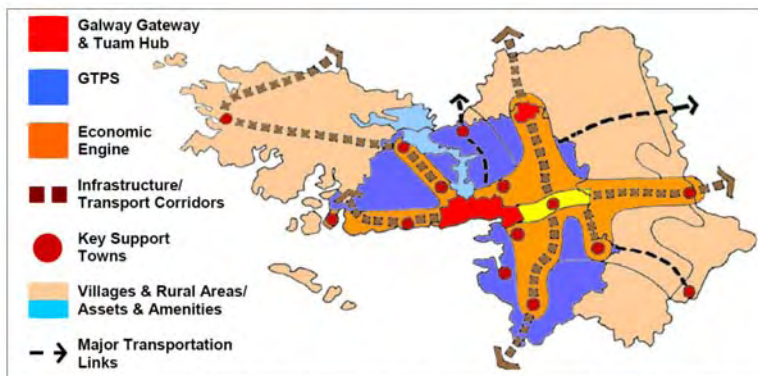 Galway Gateway
& Tuam Hub
GTPS
Economic
Engine
Infrastructure/
Transport Corridors
Key Support
Towns
Villages & Rural Areas/
Assets & Amenities
Major Transportation
Links